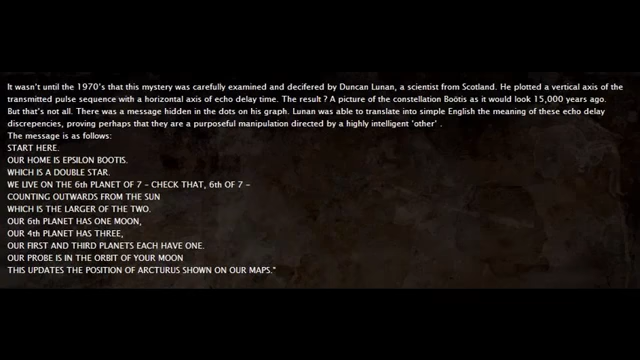 It wasn't until the 1970's that this mystery was carefully examined and decifered by Duncan Lunan, a scientist from Scotland. He plotted a vertical axis of the
transmitted pulse sequence with a horizontal axis of echo delay time. The result ? A picture of the constellation Boötis as it would look 15,000 years ago.
But that's not all. There was a message hidden in the dots on his graph. Lunan was able to translate into simple English the meaning of these echo delay
discrepencies, proving perhaps that they are a purposeful manipulation directed by a highly intelligent 'other' .
The message is as follows:
START HERE.
OUR HOME IS EPSILON BOOTIS.
WHICH IS A DOUBLE STAR.
WE LIVE ON THE 6th PLANET OF 7 - CHECK THAT, 6th OF 7 -
COUNTING OUTWARDS FROM THE SUN
WHICH IS THE LARGER OF THE TWO.
OUR 6th PLANET HAS ONE MOON,
OUR 4th PLANET HAS THREE,
OUR FIRST AND THIRD PLANETS EACH HAVE ONE.
OUR PROBE IS IN THE ORBIT OF YOUR MOON
THIS UPDATES THE POSITION OF ARCTURUS SHOWN ON OUR MAPS."